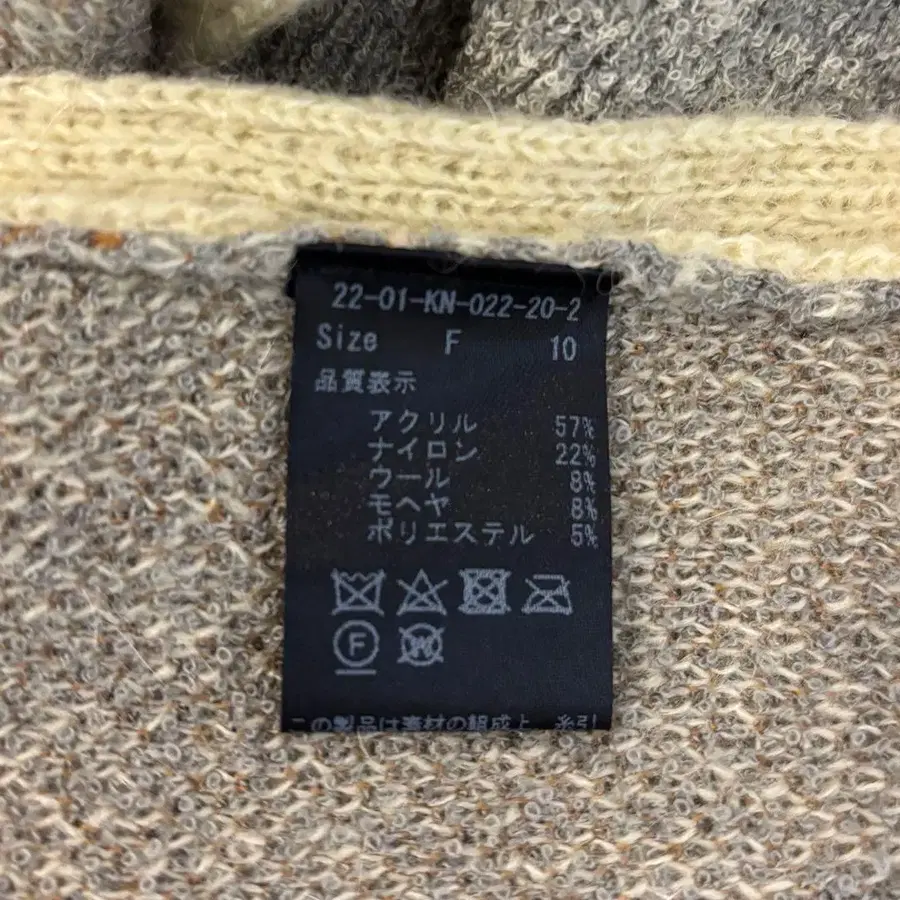 22-01-KN-022-20-2
Size F 10
品質表示
アクリル 57%
ナイロン 22%
ウール 8%
モヘヤ 8%
ポリエステル 5%
F W
この製品は素材の組成上 糸引